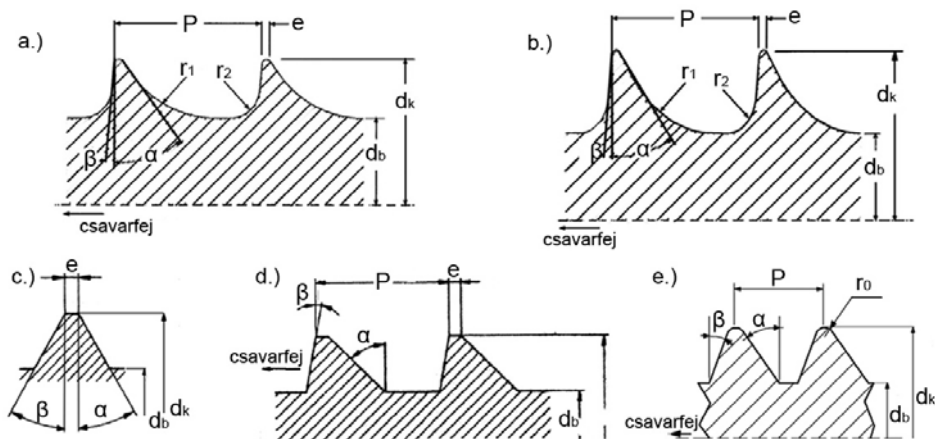 a.)
P
e
r1
r2
dk
β
α
db
csavarfej
b.)
P
e
r1
r2
dk
β
α
db
csavarfej
c.)
e
β
α
db
dk
d.)
P
e
β
α
csavarfej
db
e.)
P
r0
β
α
dk
db
csavarfej